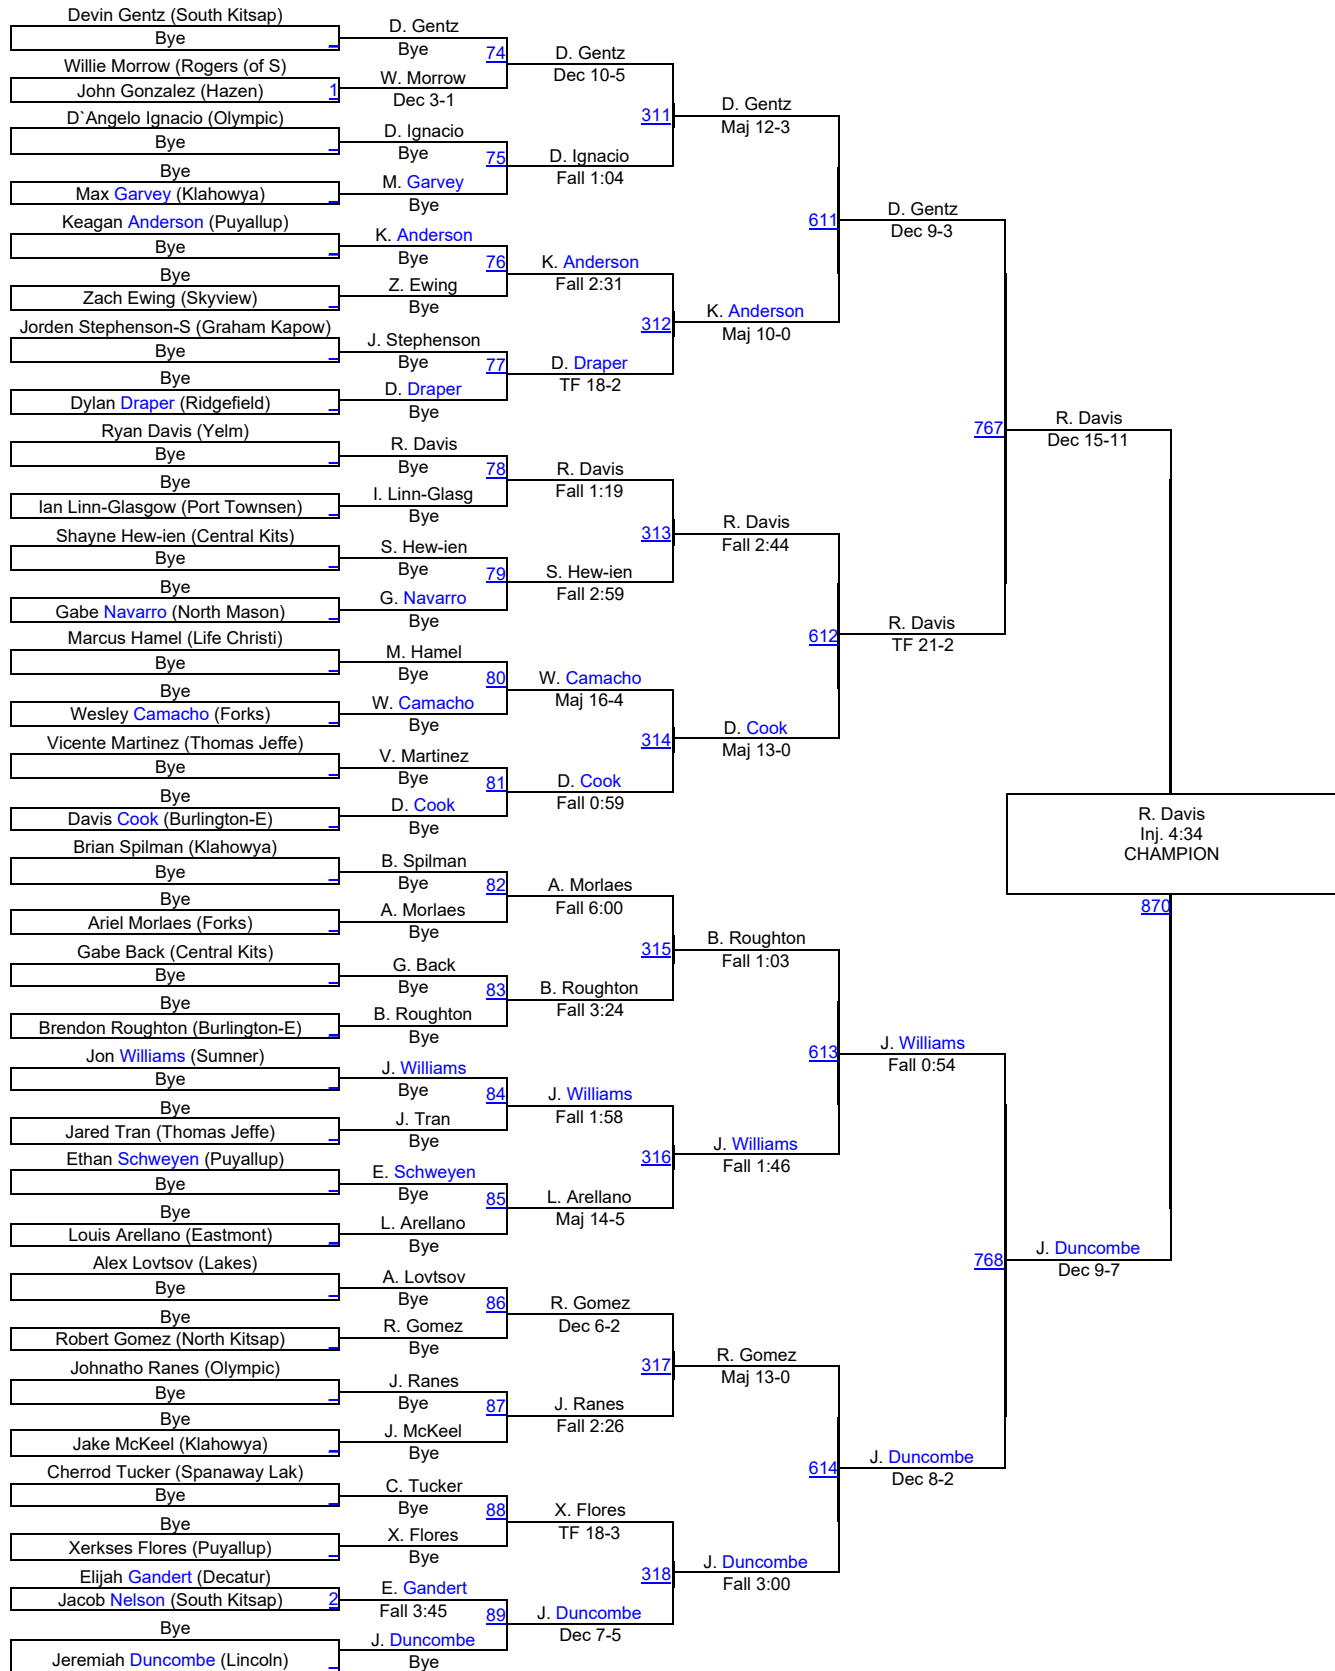 Devin Gentz (South Kitsap)
Bye
Willie Morrow (Rogers (of S)
John Gonzalez (Hazen) 1
D`Angelo Ignacio (Olympic)
Bye
Bye
Max Garvey (Klahowya)
Keagan Anderson (Puyallup)
Bye
Bye
Zach Ewing (Skyview)
Jorden Stephenson-S (Graham Kapow)
Bye
Bye
Dylan Draper (Ridgefield)
Ryan Davis (Yelm)
Bye
Bye
Ian Linn-Glasgow (Port Townsen)
Shayne Hew-ien (Central Kits)
Bye
Bye
Gabe Navarro (North Mason)
Marcus Hamel (Life Christi)
Bye
Bye
Wesley Camacho (Forks)
Vicente Martinez (Thomas Jeffe)
Bye
Bye
Davis Cook (Burlington-E)
Brian Spilman (Klahowya)
Bye
Bye
Ariel Morlaes (Forks)
Gabe Back (Central Kits)
Bye
Bye
Brendon Roughton (Burlington-E)
Jon Williams (Sumner)
Bye
Bye
Jared Tran (Thomas Jeffe)
Ethan Schweyen (Puyallup)
Bye
Bye
Louis Arellano (Eastmont)
Alex Lovtsov (Lakes)
Bye
Bye
Robert Gomez (North Kitsap)
Johnatho Ranes (Olympic)
Bye
Bye
Jake McKeel (Klahowya)
Cherrod Tucker (Spanaway Lak)
Bye
Bye
Xerkses Flores (Puyallup)
Elijah Gandert (Decatur)
Jacob Nelson (South Kitsap) 2
Bye
Jeremiah Duncombe (Lincoln)
D. Gentz
Bye
74
W. Morrow
Dec 3-1
D. Ignacio
Bye
75
M. Garvey
Bye
K. Anderson
Bye
76
Z. Ewing
Bye
J. Stephenson
Bye
77
D. Draper
Bye
R. Davis
Bye
78
I. Linn-Glasg
Bye
S. Hew-ien
Bye
79
G. Navarro
Bye
M. Hamel
Bye
80
W. Camacho
Bye
V. Martinez
Bye
81
D. Cook
Bye
B. Spilman
Bye
82
A. Morlaes
Bye
G. Back
Bye
83
B. Roughton
Bye
J. Williams
Bye
84
J. Tran
Bye
E. Schweyen
Bye
85
L. Arellano
Bye
A. Lovtsov
Bye
86
R. Gomez
Bye
J. Ranes
Bye
87
J. McKeel
Bye
C. Tucker
Bye
88
X. Flores
Bye
E. Gandert
Fall 3:45
89
J. Duncombe
Bye
D. Gentz
Dec 10-5
311
D. Ignacio
Fall 1:04
K. Anderson
Fall 2:31
312
D. Draper
TF 18-2
R. Davis
Fall 1:19
313
S. Hew-ien
Fall 2:59
W. Camacho
Maj 16-4
314
D. Cook
Fall 0:59
A. Morlaes
Fall 6:00
315
B. Roughton
Fall 3:24
J. Williams
Fall 1:58
316
L. Arellano
Maj 14-5
R. Gomez
Dec 6-2
317
J. Ranes
Fall 2:26
X. Flores
TF 18-3
318
J. Duncombe
Dec 7-5
D. Gentz
Maj 12-3
611
K. Anderson
Maj 10-0
R. Davis
Fall 2:44
612
D. Cook
Maj 13-0
B. Roughton
Fall 1:03
613
J. Williams
Fall 1:46
R. Gomez
Maj 13-0
614
J. Duncombe
Fall 3:00
D. Gentz
Dec 9-3
767
R. Davis
TF 21-2
J. Williams
Fall 0:54
768
J. Duncombe
Dec 8-2
R. Davis
Dec 15-11
J. Duncombe
Dec 9-7
R. Davis
Inj. 4:34
CHAMPION
870